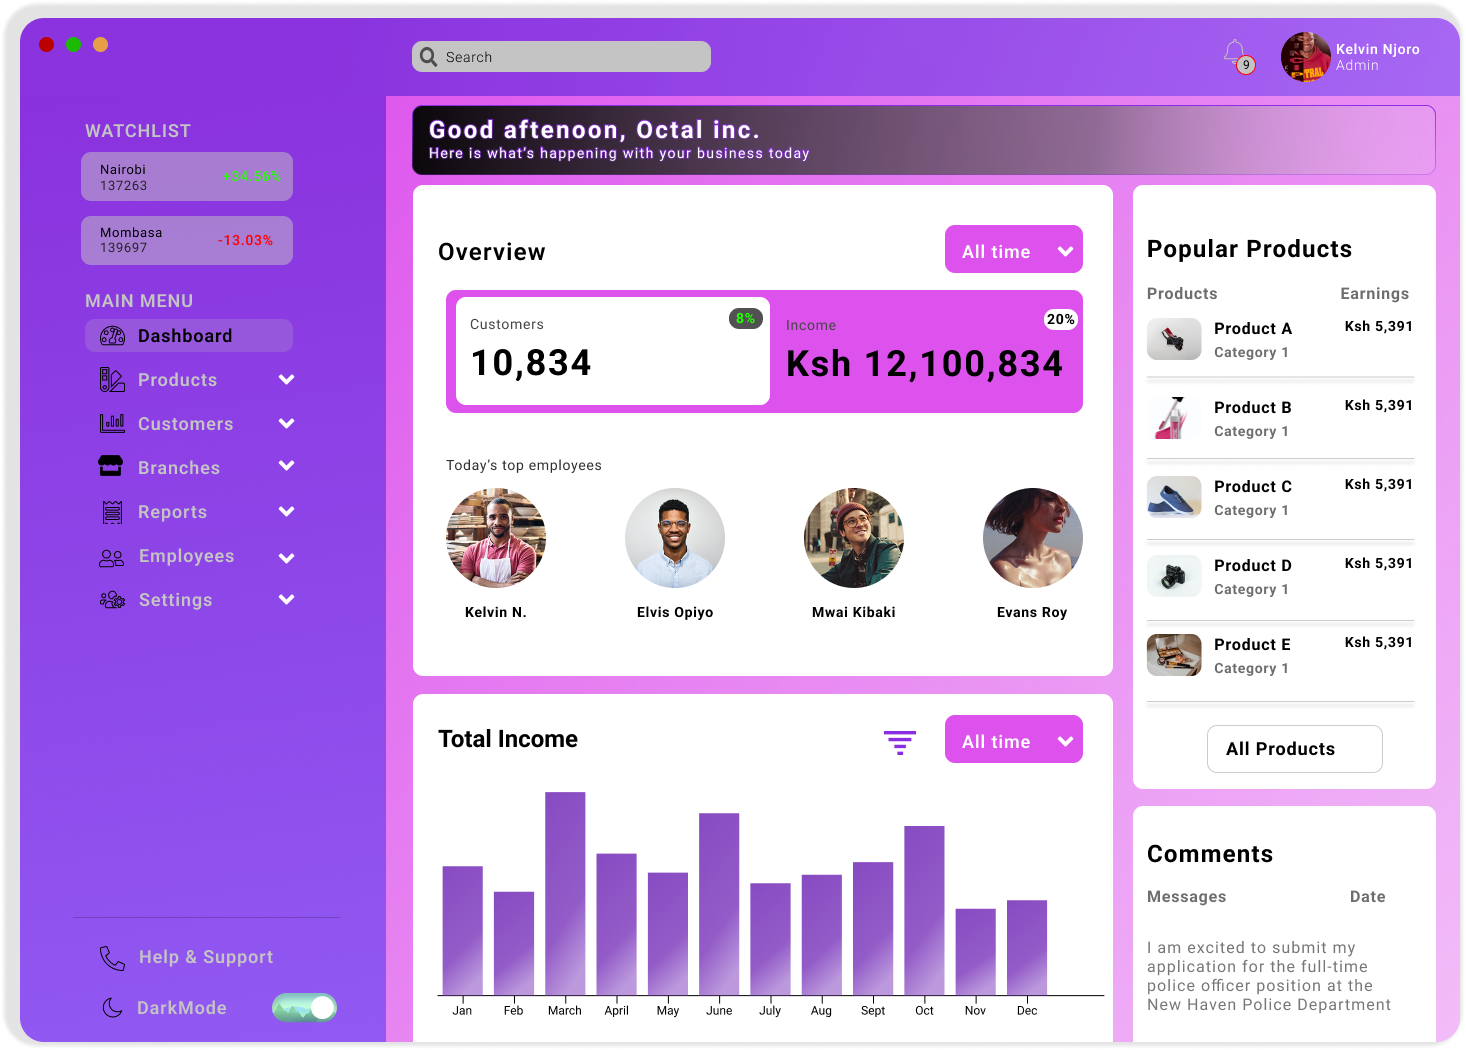 Search
9
Kelvin Njoro
Admin
WATCHLIST
Nairobi
137263
+34.56%
Mombasa
139697
-13.03%
MAIN MENU
Dashboard
Products
Customers
Branches
Reports
Employees
Settings
Help & Support
DarkMode
Good aftenoon, Octal inc.
Here is what's happening with your business today
Overview
All time
Customers
8%
10,834
Income
20%
Ksh 12,100,834
Today's top employees
Kelvin N.
Elvis Opiyo
Mwai Kibaki
Evans Roy
Total Income
All time
Jan
Feb
March
April
May
June
July
Aug
Sept
Oct
Nov
Dec
Popular Products
Products
Earnings
Product A
Ksh 5,391
Category 1
Product B
Ksh 5,391
Category 1
Product C
Ksh 5,391
Category 1
Product D
Ksh 5,391
Category 1
Product E
Ksh 5,391
Category 1
All Products
Comments
Messages
Date
I am excited to submit my
application for the full-time
police officer position at the
New Haven Police Department